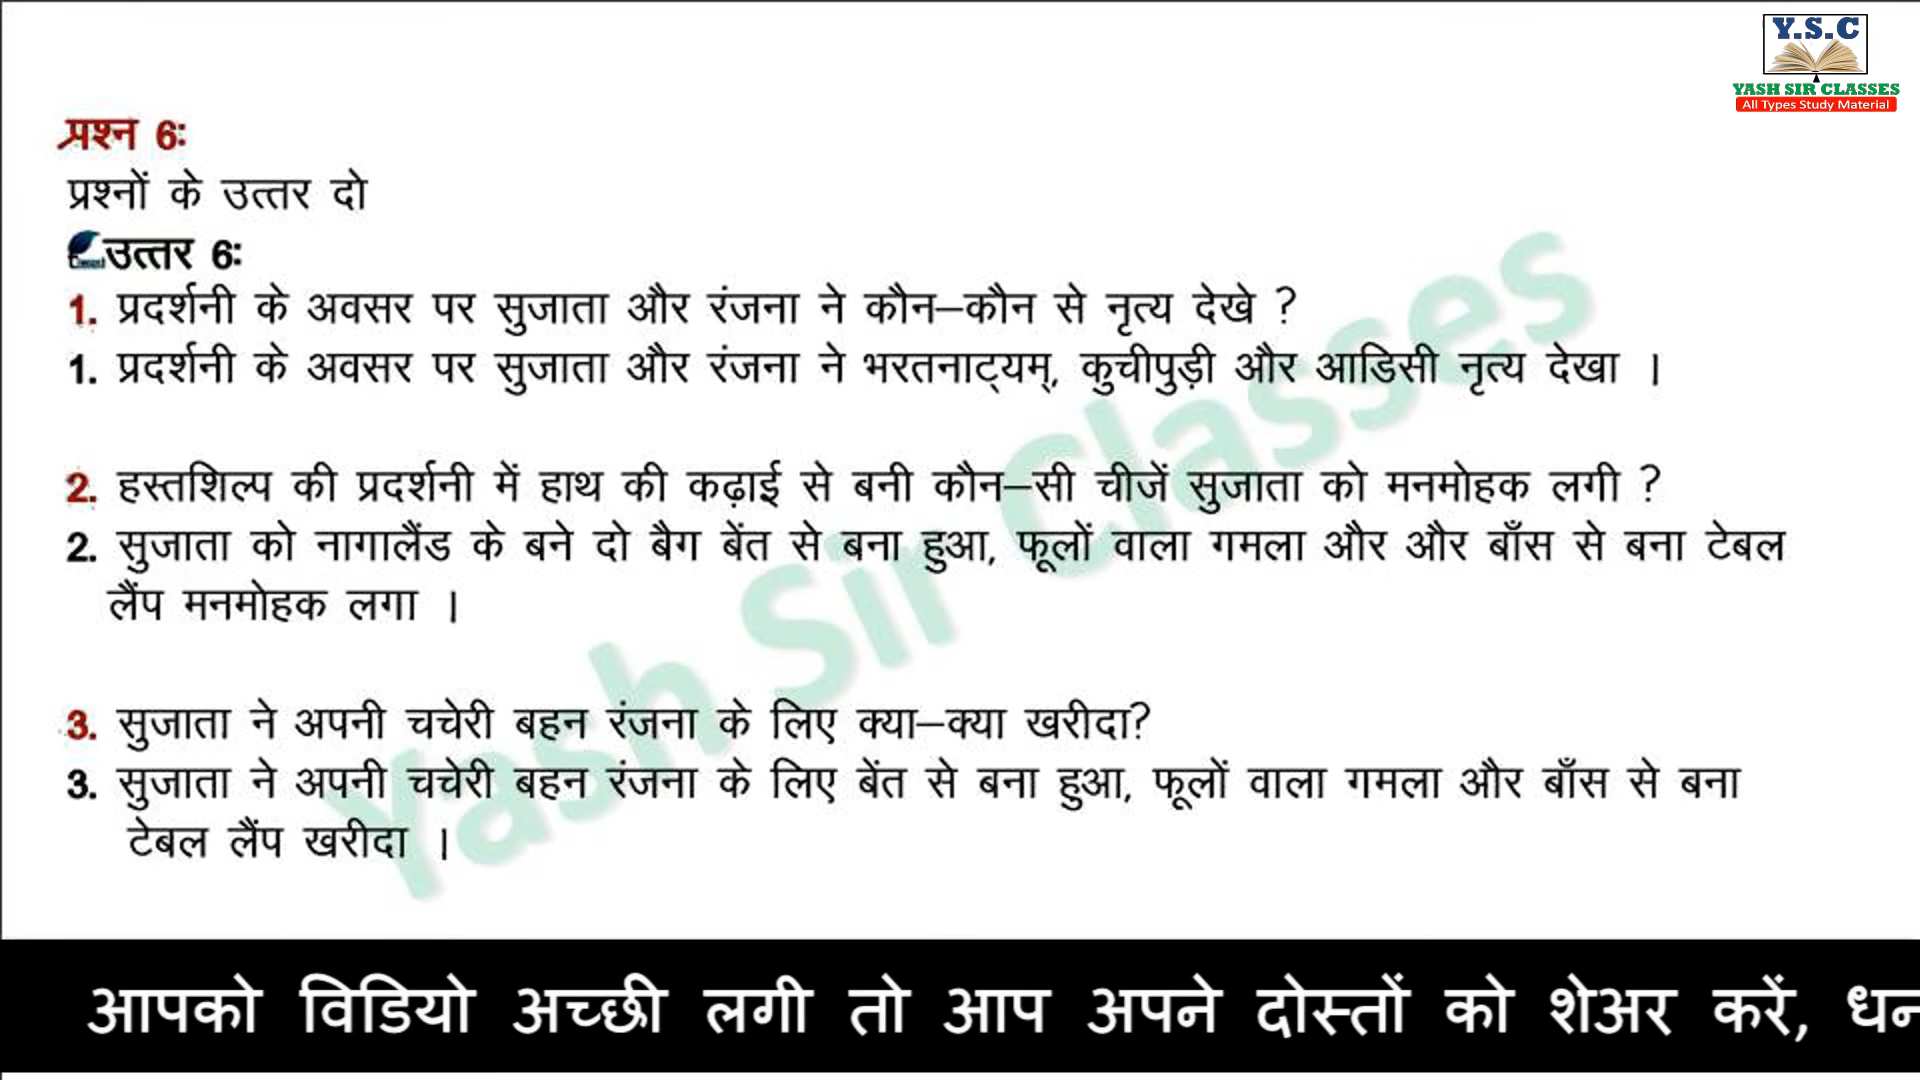 Y.S.C
YASH SIR CLASSES
All Types Study Material
प्रश्न 6:
प्रश्नों के उत्तर दो
उत्तर 6:
1. प्रदर्शनी के अवसर पर सुजाता और रंजना ने कौन–कौन से नृत्य देखे ?
1. प्रदर्शनी के अवसर पर सुजाता और रंजना ने भरतनाट्यम्, कुचीपुड़ी और आडिसी नृत्य देखा ।
2. हस्तशिल्प की प्रदर्शनी में हाथ की कढ़ाई से बनी कौन–सी चीजें सुजाता को मनमोहक लगी ?
2. सुजाता को नागालैंड के बने दो बैग बेंत से बना हुआ, फूलों वाला गमला और और बाँस से बना टेबल
लैंप मनमोहक लगा ।
3. सुजाता ने अपनी चचेरी बहन रंजना के लिए क्या–क्या खरीदा?
3. सुजाता ने अपनी चचेरी बहन रंजना के लिए बेंत से बना हुआ, फूलों वाला गमला और बाँस से बना
टेबल लैंप खरीदा ।
Yash Sir Classes
आपको विडियो अच्छी लगी तो आप अपने दोस्तों को शेअर करें,